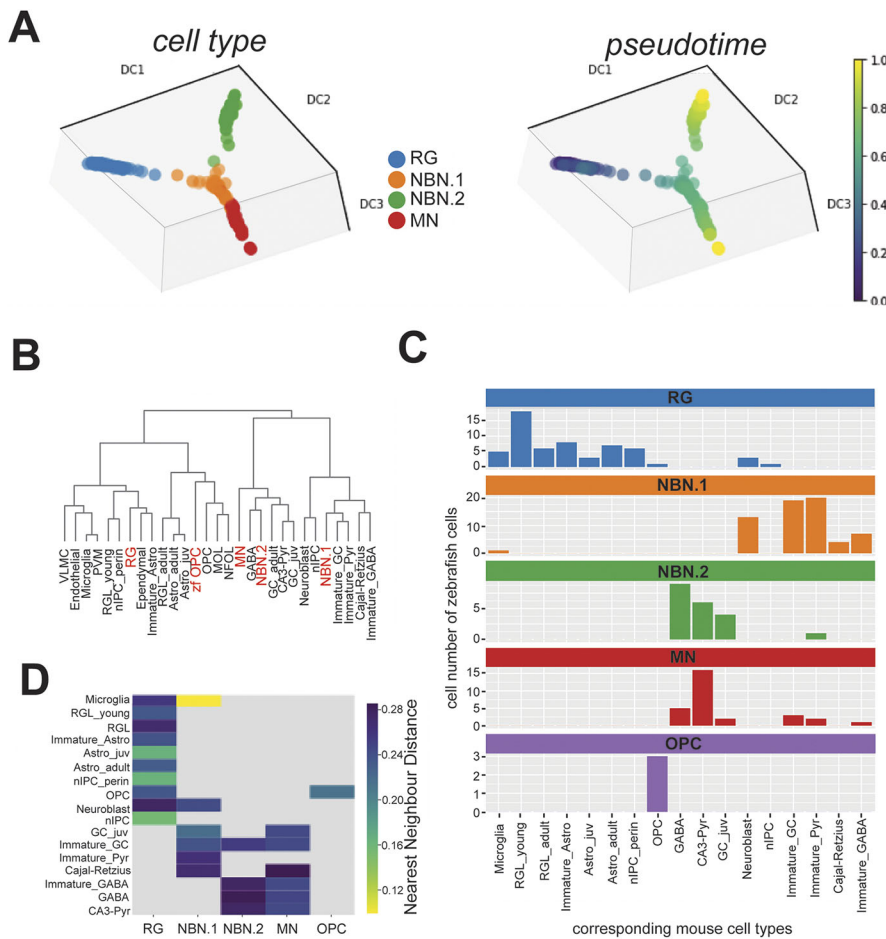 A
cell type
pseudotime
DC1
DC2
DC3
RG
NBN.1
NBN.2
MN
DC1
DC2
DC3
1.0
0.8
0.6
0.4
0.2
0.0
B
VLMC
Endothelial
Microglia
PVM
RGL_young
nIPC_perin
RG
Ependymal
Immature_Astro
RGL_adult
Astro_adult
Astro_juv
zf OPC
OPC
MOL
NFOL
MN
GABA
NBN.2
GC_adult
CA3-Pyr
GC_juv
Neuroblast
nIPC
NBN.1
Immature_GC
Immature_Pyr
Cajal-Retzius
Immature_GABA
C
cell number of zebrafish cells
RG
15
10
5
0
NBN.1
20
10
0
NBN.2
5
0
MN
15
10
5
0
OPC
3
2
1
0
Microglia
RGL_young
RGL_adult
Immature_Astro
Astro_juv
Astro_adult
nIPC_perin
OPC
GABA
CA3-Pyr
GC_juv
Neuroblast
nIPC
Immature_GC
Immature_Pyr
Cajal-Retzius
Immature_GABA
corresponding mouse cell types
D
Microglia
RGL_young
RGL
Immature_Astro
Astro_juv
Astro_adult
nIPC_perin
OPC
Neuroblast
nIPC
GC_juv
Immature_GC
Immature_Pyr
Cajal-Retzius
Immature_GABA
GABA
CA3-Pyr
RG
NBN.1
NBN.2
MN
OPC
0.28
0.24
0.20
0.16
0.12
Nearest Neighbour Distance